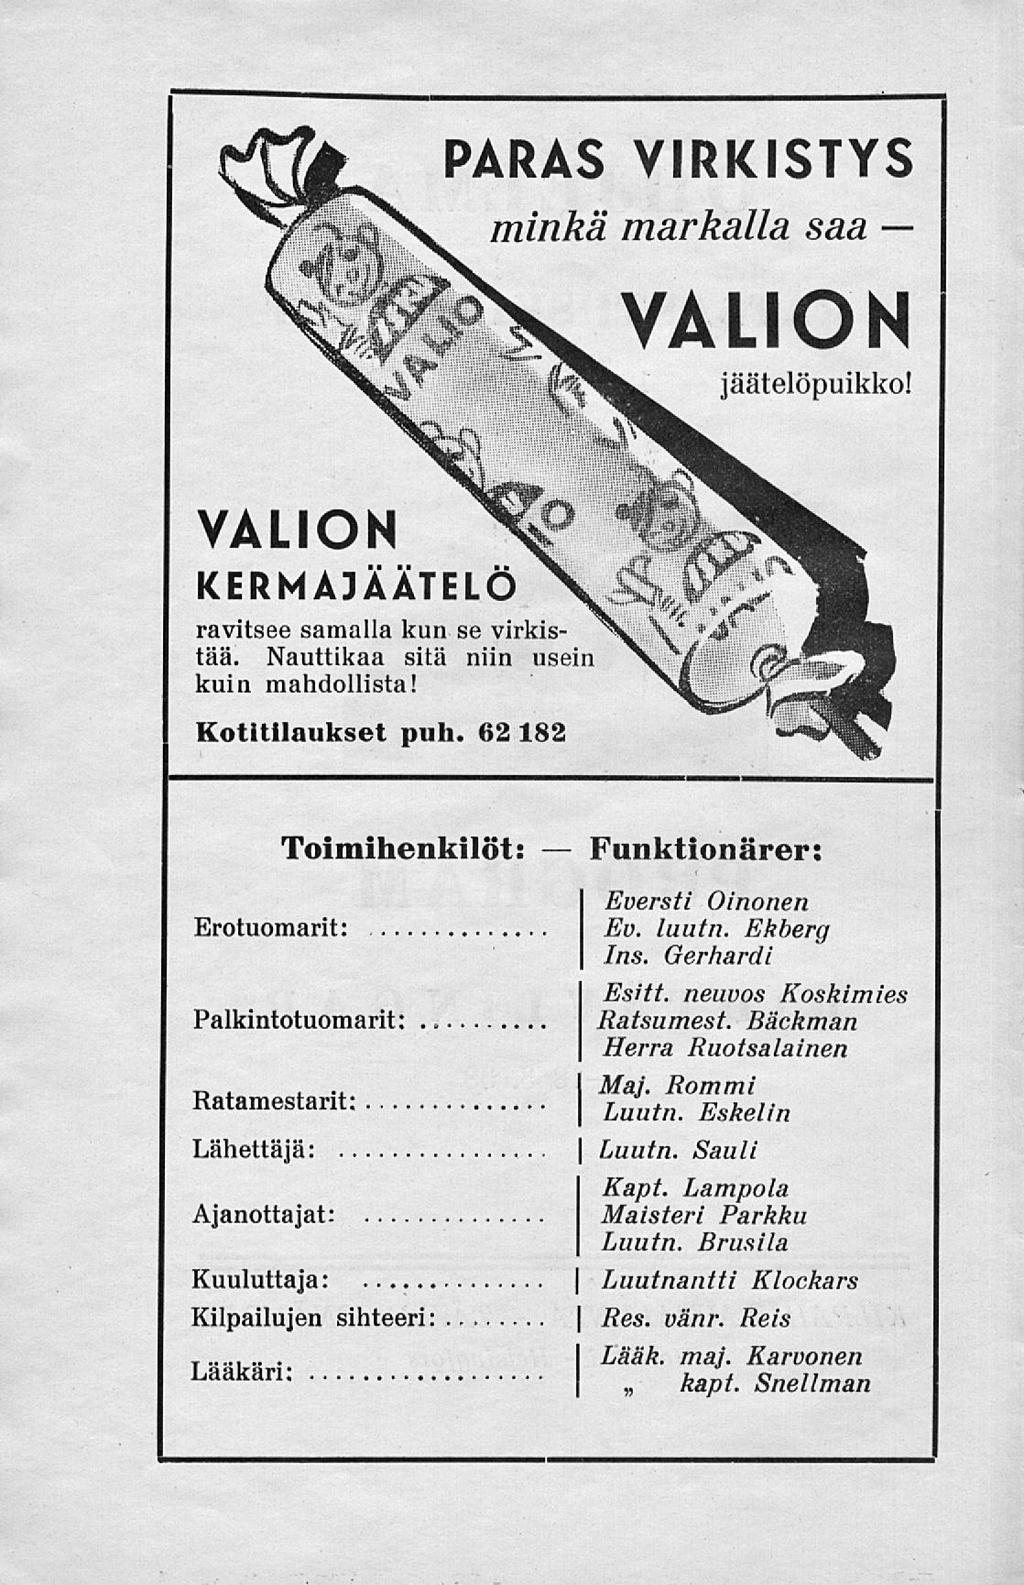 PARAS VIRKISTYS
minkä markalla saa —
VALION
jäätelöpuikko!
VALIO
VALION
KERMAJÄÄTELÖ
ravitsee samalla kun se virkis-
tää. Nauttikaa sitä niin usein
kuin mahdollista!
Kotitilaukset puh. 62 182
Toimihenkilöt: — Funktionärer:
Eversti Oinonen
Erotuomarit: .............. Ev. luutn. Ekberg
Ins. Gerhardi
Esitt. neuvos Koskimies
Palkintotuomarit: .......... Ratsumest. Bäckman
Herra Ruotsalainen
Maj. Rommi
Ratamestarit: .............. Luutn. Eskelin
Lähettäjä: ................ Luutn. Sauli
Kapt. Lampola
Ajanottajat: .............. Maisteri Parkku
Luutn. Brusila
Kuuluttaja: .............. Luutnantti Klockars
Kilpailujen sihteeri: ........ Res. vänr. Reis
Lääkäri: .................. Lääk. maj. Karvonen
„ kapt. Snellman